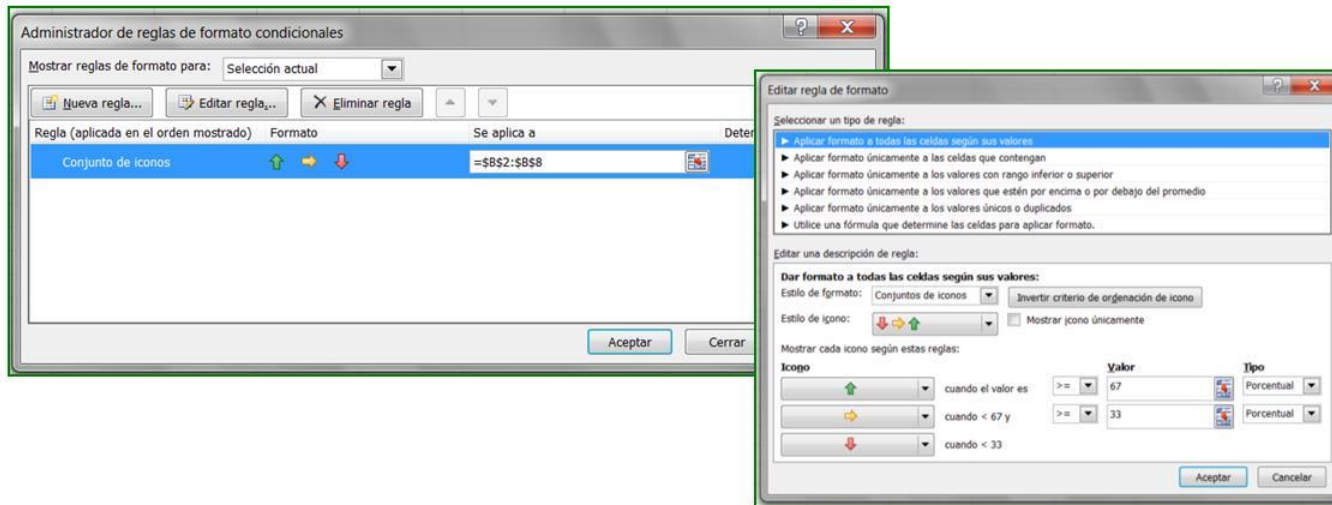 Administrador de reglas de formato condicionales
Mostrar reglas de formato para: Selección actual
Nueva regla... Editar regla... Eliminar regla
Regla (aplicada en el orden mostrado) Formato Se aplica a
Conjunto de iconos =$B$2:$B$8
Aceptar Cerrar
Editar regla de formato
Seleccionar un tipo de regla:
► Aplicar formato a todas las celdas según sus valores
► Aplicar formato únicamente a las celdas que contengan
► Aplicar formato únicamente a los valores con rango inferior o superior
► Aplicar formato únicamente a los valores que estén por encima o por debajo del promedio
► Aplicar formato únicamente a los valores únicos o duplicados
► Utilice una fórmula que determine las celdas para aplicar formato.
Editar una descripción de regla:
Dar formato a todas las celdas según sus valores:
Estilo de formato: Conjuntos de iconos Invertir criterio de ordenación de icono
Estilo de icono: Mostrar icono únicamente
Mostrar cada icono según estas reglas:
Icono Valor Tipo
cuando el valor es >= 67 Porcentual
cuando < 67 y >= 33 Porcentual
cuando < 33
Aceptar Cancelar